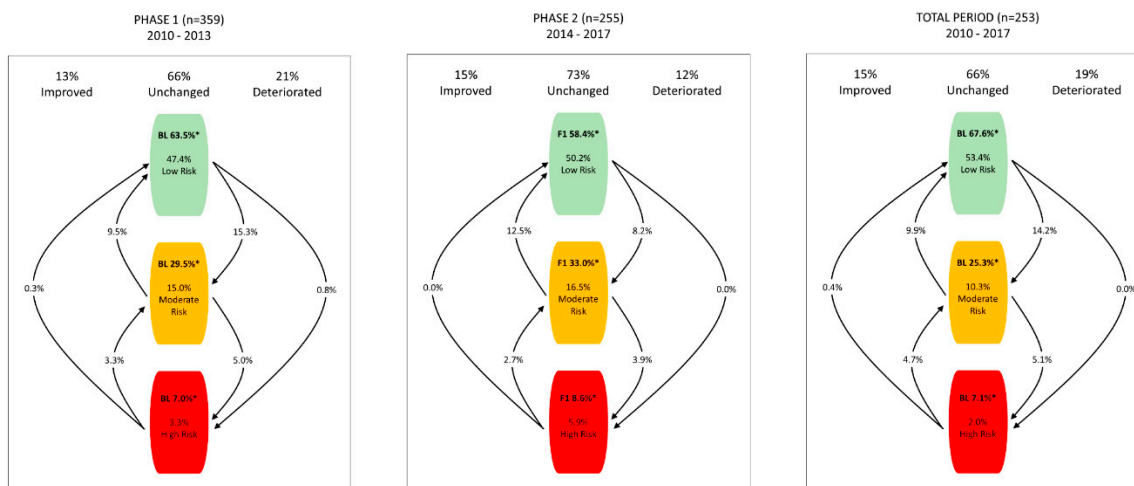 PHASE 1 (n=359)
2010 - 2013
13%
Improved
66%
Unchanged
21%
Deteriorated
BL 63.5%*
47.4%
Low Risk
9.5%
15.3%
BL 29.5%*
15.0%
Moderate
Risk
0.3%
0.8%
3.3%
5.0%
BL 7.0%*
3.3%
High Risk
PHASE 2 (n=255)
2014 - 2017
15%
Improved
73%
Unchanged
12%
Deteriorated
F1 58.4%*
50.2%
Low Risk
12.5%
8.2%
F1 33.0%*
16.5%
Moderate
Risk
0.0%
0.0%
2.7%
3.9%
F1 8.6%*
5.9%
High Risk
TOTAL PERIOD (n=253)
2010 - 2017
15%
Improved
66%
Unchanged
19%
Deteriorated
BL 67.6%*
53.4%
Low Risk
9.9%
14.2%
BL 25.3%*
10.3%
Moderate
Risk
0.4%
0.0%
4.7%
5.1%
BL 7.1%*
2.0%
High Risk